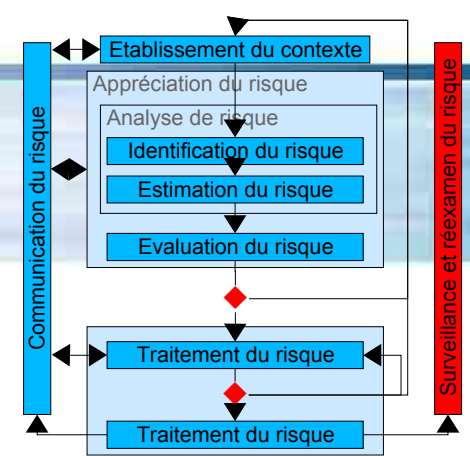 Etablissement du contexte
Appréciation du risque
Analyse de risque
Identification du risque
Estimation du risque
Evaluation du risque
Traitement du risque
Traitement du risque
Communication du risque
Surveillance et réexamen du risque